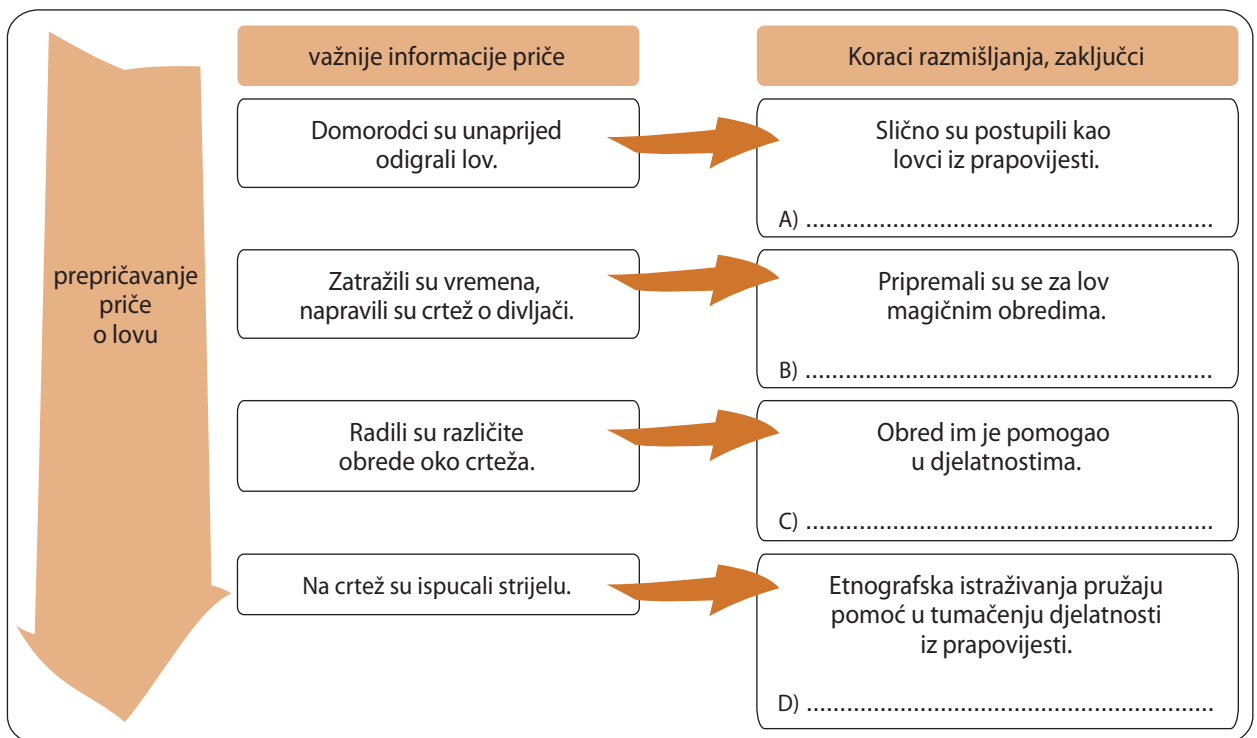 prepričavanje
priče
o lovu
važnije informacije priče
Koraci razmišljanja, zaključci
Domorodci su unaprijed
odigrali lov.
Slično su postupili kao
lovci iz prapovijesti.
A) ......................................................................
Zatražili su vremena,
napravili su crtež o divljači.
Pripremali su se za lov
magičnim obredima.
B) ......................................................................
Radili su različite
obrede oko crteža.
Obred im je pomogao
u djelatnostima.
C) ......................................................................
Na crtež su ispucali strijelu.
Etnografska istraživanja pružaju
pomoć u tumačenju djelatnosti
iz prapovijesti.
D) ......................................................................